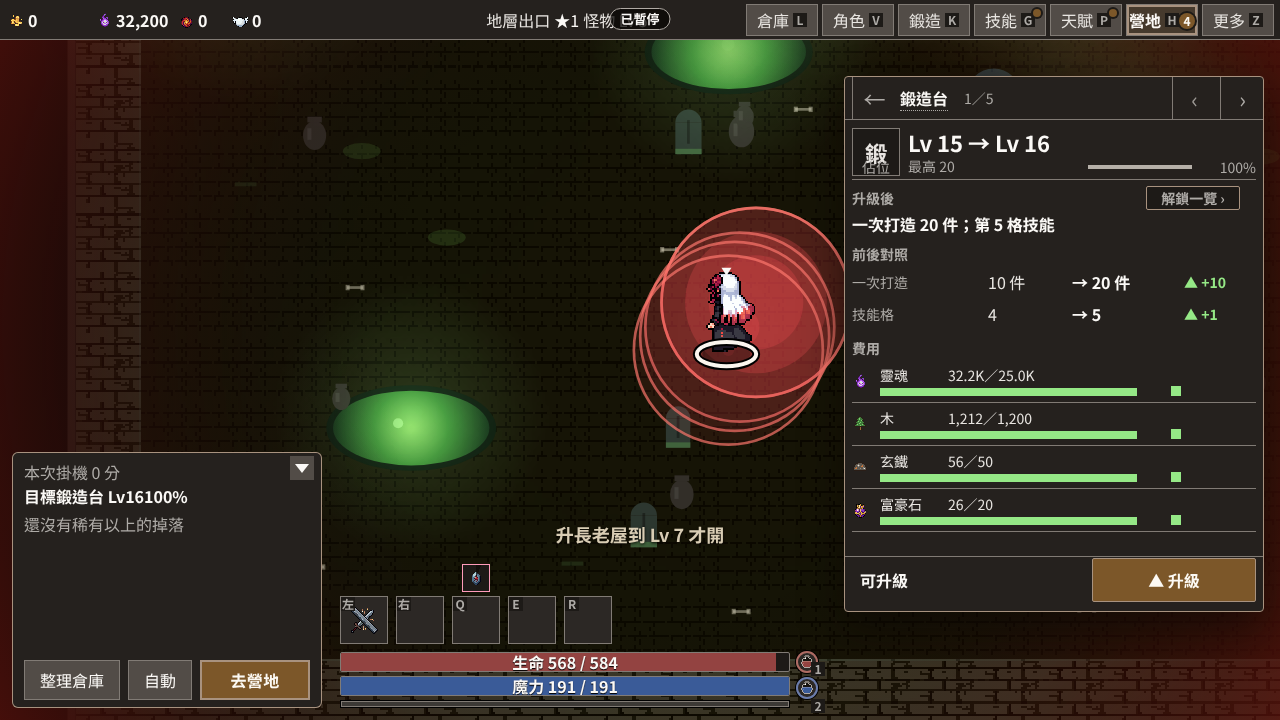 0
32,200
0
0
地層出口 ★1 怪物
已暫停
倉庫 L
角色 V
鍛造 K
技能 G
天賦 P
營地 H 4
更多 Z
← 鍛造台 1／5 ‹ ›
鍛
佔位
Lv 15 → Lv 16
最高 20
100%
升級後
解鎖一覽 ›
一次打造 20 件；第 5 格技能
前後對照
一次打造 10 件 → 20 件 ▲ +10
技能格 4 → 5 ▲ +1
費用
靈魂 32.2K／25.0K
木 1,212／1,200
玄鐵 56／50
富豪石 26／20
可升級
▲ 升級
本次掛機 0 分
目標鍛造台 Lv16100%
還沒有稀有以上的掉落
整理倉庫
自動
去營地
升長老屋到 Lv 7 才開
左
右
Q
E
R
生命 568 / 584
1
魔力 191 / 191
2